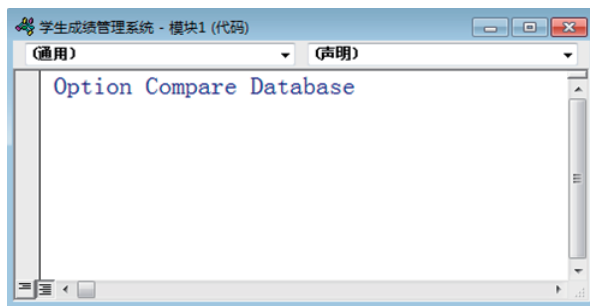 学生成绩管理系统 - 模块1 (代码)
(通用) (声明)
Option Compare Database